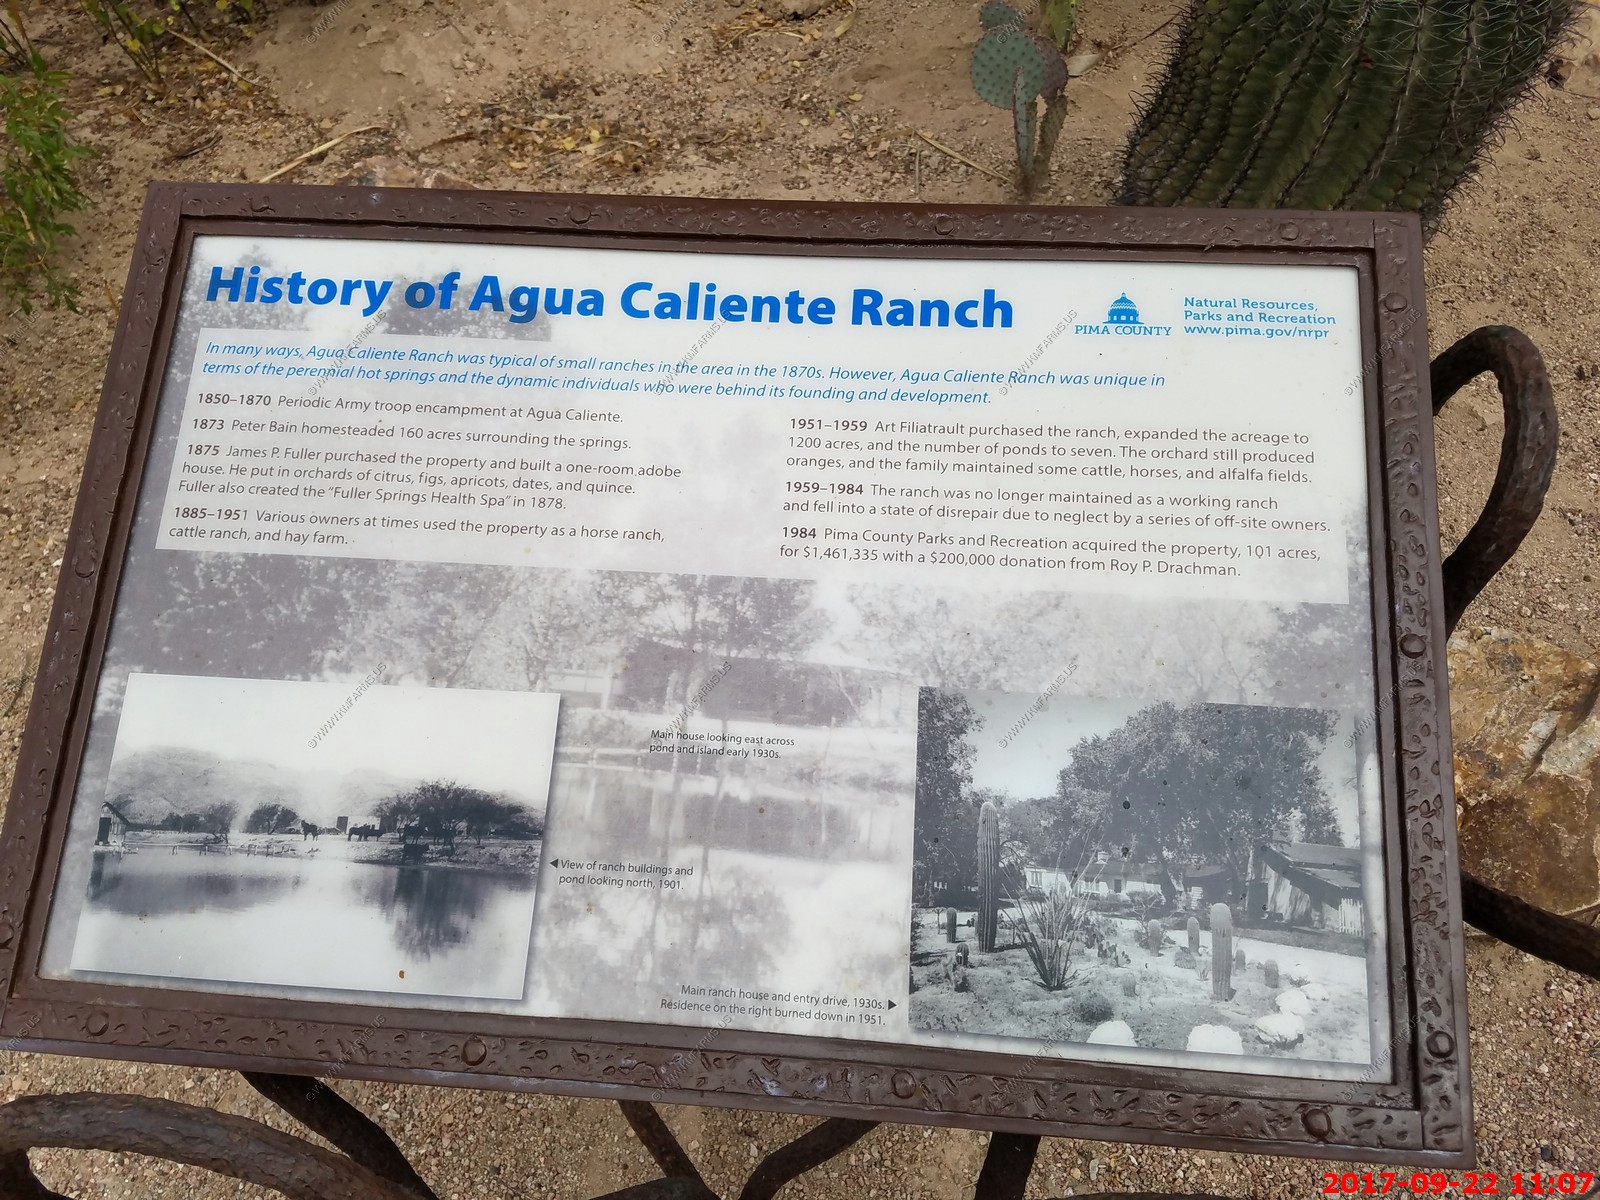 History of Agua Caliente Ranch
PIMA COUNTY
Natural Resources,
Parks and Recreation
www.pima.gov/nrpr
In many ways, Agua Caliente Ranch was typical of small ranches in the area in the 1870s. However, Agua Caliente Ranch was unique in
terms of the perennial hot springs and the dynamic individuals who were behind its founding and development.
1850–1870 Periodic Army troop encampment at Agua Caliente.
1873 Peter Bain homesteaded 160 acres surrounding the springs.
1875 James P. Fuller purchased the property and built a one-room adobe
house. He put in orchards of citrus, figs, apricots, dates, and quince.
Fuller also created the “Fuller Springs Health Spa” in 1878.
1885–1951 Various owners at times used the property as a horse ranch,
cattle ranch, and hay farm.
1951–1959 Art Filiatrault purchased the ranch, expanded the acreage to
1200 acres, and the number of ponds to seven. The orchard still produced
oranges, and the family maintained some cattle, horses, and alfalfa fields.
1959–1984 The ranch was no longer maintained as a working ranch
and fell into a state of disrepair due to neglect by a series of off-site owners.
1984 Pima County Parks and Recreation acquired the property, 101 acres,
for $1,461,335 with a $200,000 donation from Roy P. Drachman.
Main house looking east across
pond and island early 1930s.
◀ View of ranch buildings and
pond looking north, 1901.
Main ranch house and entry drive, 1930s. ▶
Residence on the right burned down in 1951.
©WWW.KMFARMS.US
2017-09-22 11:07